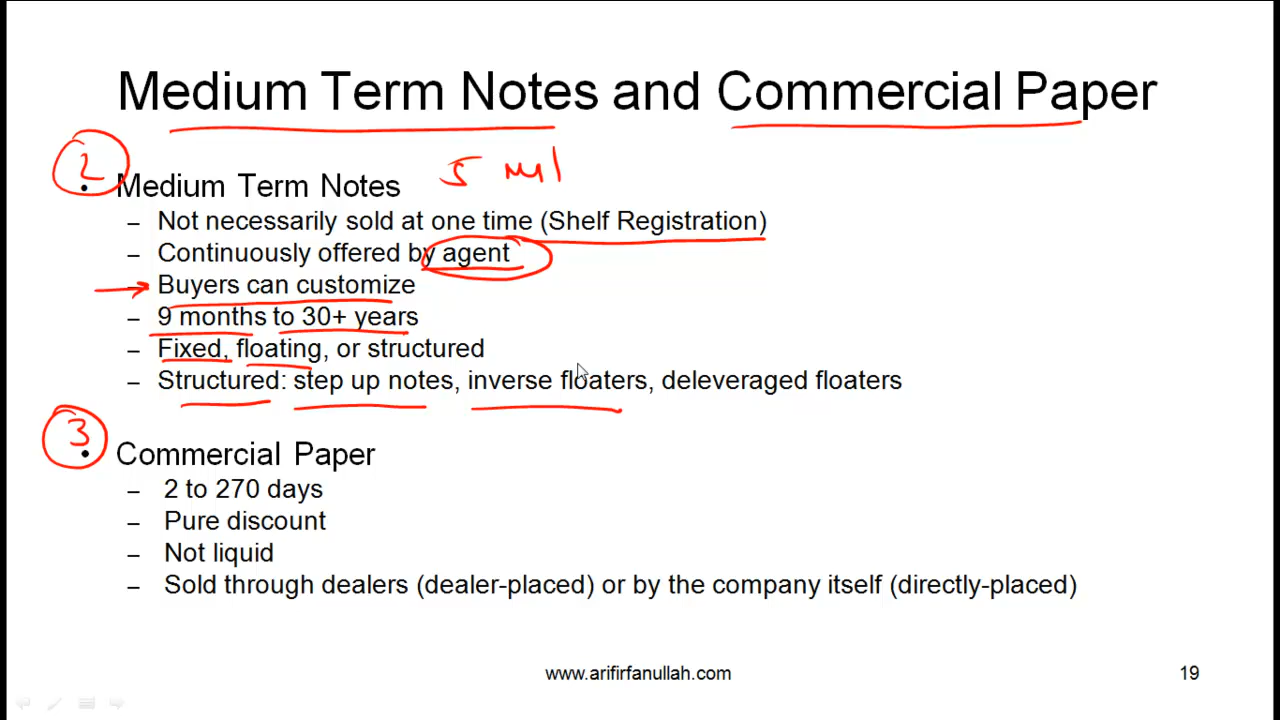 Medium Term Notes and Commercial Paper
2
5 mil
• Medium Term Notes
– Not necessarily sold at one time (Shelf Registration)
– Continuously offered by agent
– Buyers can customize
– 9 months to 30+ years
– Fixed, floating, or structured
– Structured: step up notes, inverse floaters, deleveraged floaters
3
• Commercial Paper
– 2 to 270 days
– Pure discount
– Not liquid
– Sold through dealers (dealer-placed) or by the company itself (directly-placed)
www.arifirfanullah.com
19